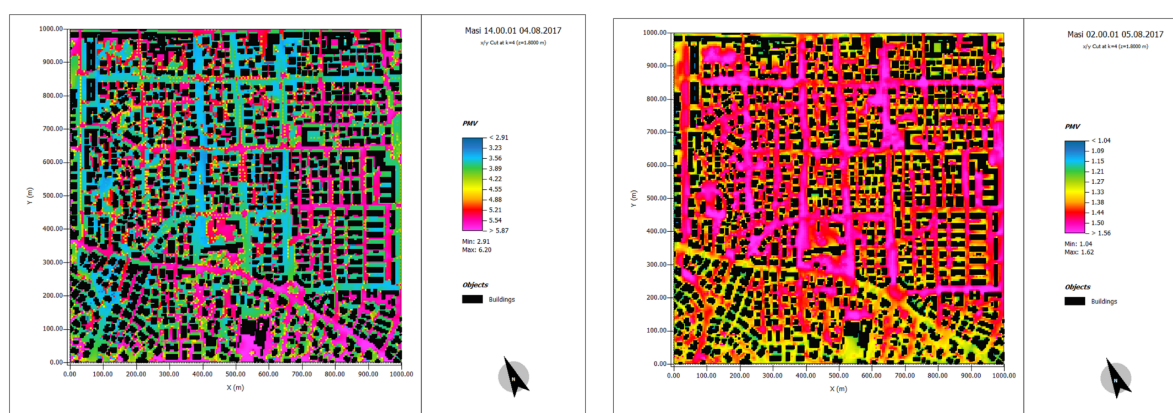 Masi 14.00.01 04.08.2017
x/y Cut at k=4 (z=1.8000 m)
1000.00
900.00
800.00
700.00
600.00
500.00
400.00
300.00
200.00
100.00
0.00
Y (m)
0.00 100.00 200.00 300.00 400.00 500.00 600.00 700.00 800.00 900.00 1000.00
X (m)
PMV
< 2.91
3.23
3.56
3.89
4.22
4.55
4.88
5.21
5.54
> 5.87
Min: 2.91
Max: 6.20
Objects
Buildings
N
Masi 02.00.01 05.08.2017
x/y Cut at k=4 (z=1.8000 m)
1000.00
900.00
800.00
700.00
600.00
500.00
400.00
300.00
200.00
100.00
0.00
Y (m)
0.00 100.00 200.00 300.00 400.00 500.00 600.00 700.00 800.00 900.00 1000.00
X (m)
PMV
< 1.04
1.09
1.15
1.21
1.27
1.33
1.38
1.44
1.50
> 1.56
Min: 1.04
Max: 1.62
Objects
Buildings
N